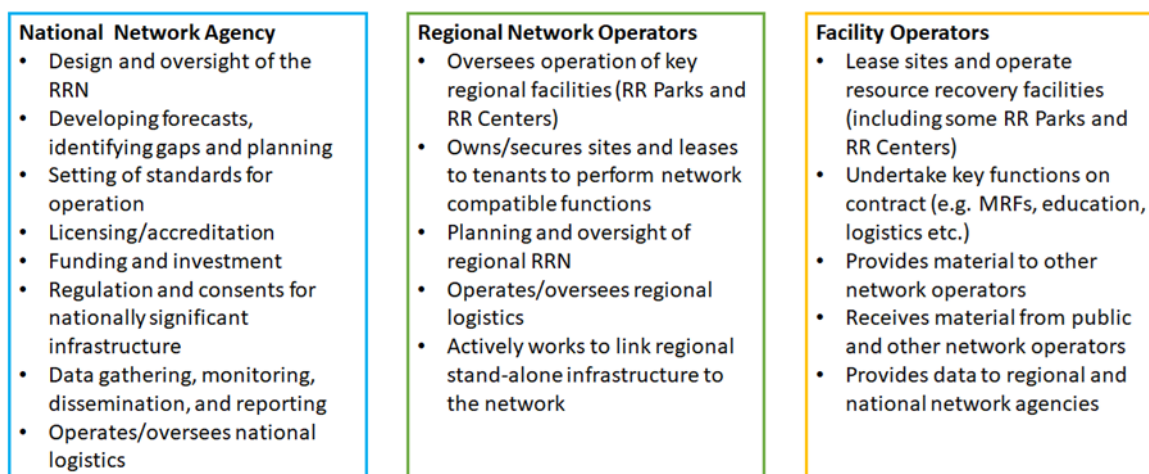 National  Network Agency
• Design and oversight of the
RRN
• Developing forecasts,
identifying gaps and planning
• Setting of standards for
operation
• Licensing/accreditation
• Funding and investment
• Regulation and consents for
nationally significant
infrastructure
• Data gathering, monitoring,
dissemination, and reporting
• Operates/oversees national
logistics
Regional Network Operators
• Oversees operation of key
regional facilities (RR Parks and
RR Centers)
• Owns/secures sites and leases
to tenants to perform network
compatible functions
• Planning and oversight of
regional RRN
• Operates/oversees regional
logistics
• Actively works to link regional
stand-alone infrastructure to
the network
Facility Operators
• Lease sites and operate
resource recovery facilities
(including some RR Parks and
RR Centers)
• Undertake key functions on
contract (e.g. MRFs, education,
logistics etc.)
• Provides material to other
network operators
• Receives material from public
and other network operators
• Provides data to regional and
national network agencies